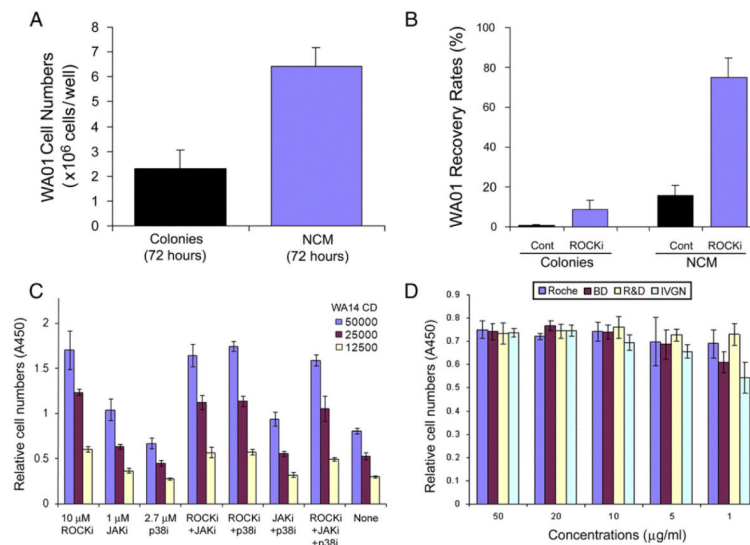 A
WA01 Cell Numbers
(x10⁶ cells/well)
8
7
6
5
4
3
2
1
0
Colonies
(72 hours)
NCM
(72 hours)
B
WA01 Recovery Rates (%)
100
80
60
40
20
0
Cont
ROCKi
Cont
ROCKi
Colonies
NCM
C
Relative cell numbers (A450)
2
1.5
1
0.5
0
WA14 CD
50000
25000
12500
10 μM
ROCKi
1 μM
JAKi
2.7 μM
p38i
ROCKi
+JAKi
ROCKi
+p38i
JAKi
+p38i
ROCKi
+JAKi
+p38i
None
D
Roche
BD
R&D
IVGN
Relative cell numbers (A450)
0.9
0.8
0.7
0.6
0.5
0.4
0.3
0.2
0.1
0
50
20
10
5
1
Concentrations (μg/ml)